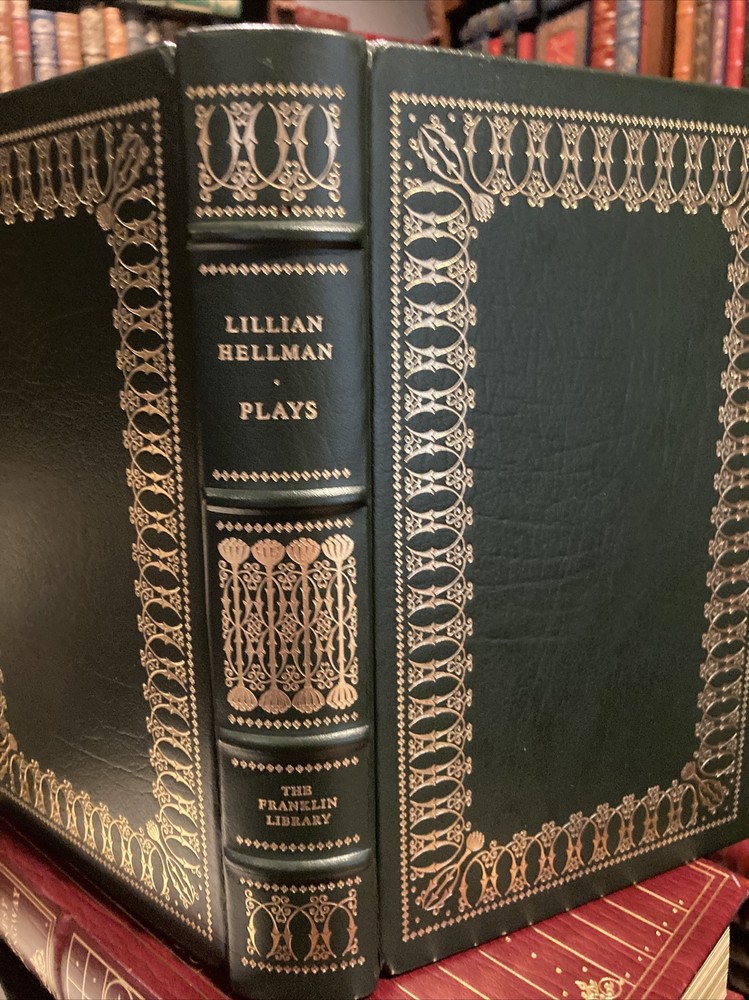 LILLIAN
HELLMAN
·
PLAYS
THE
FRANKLIN
LIBRARY